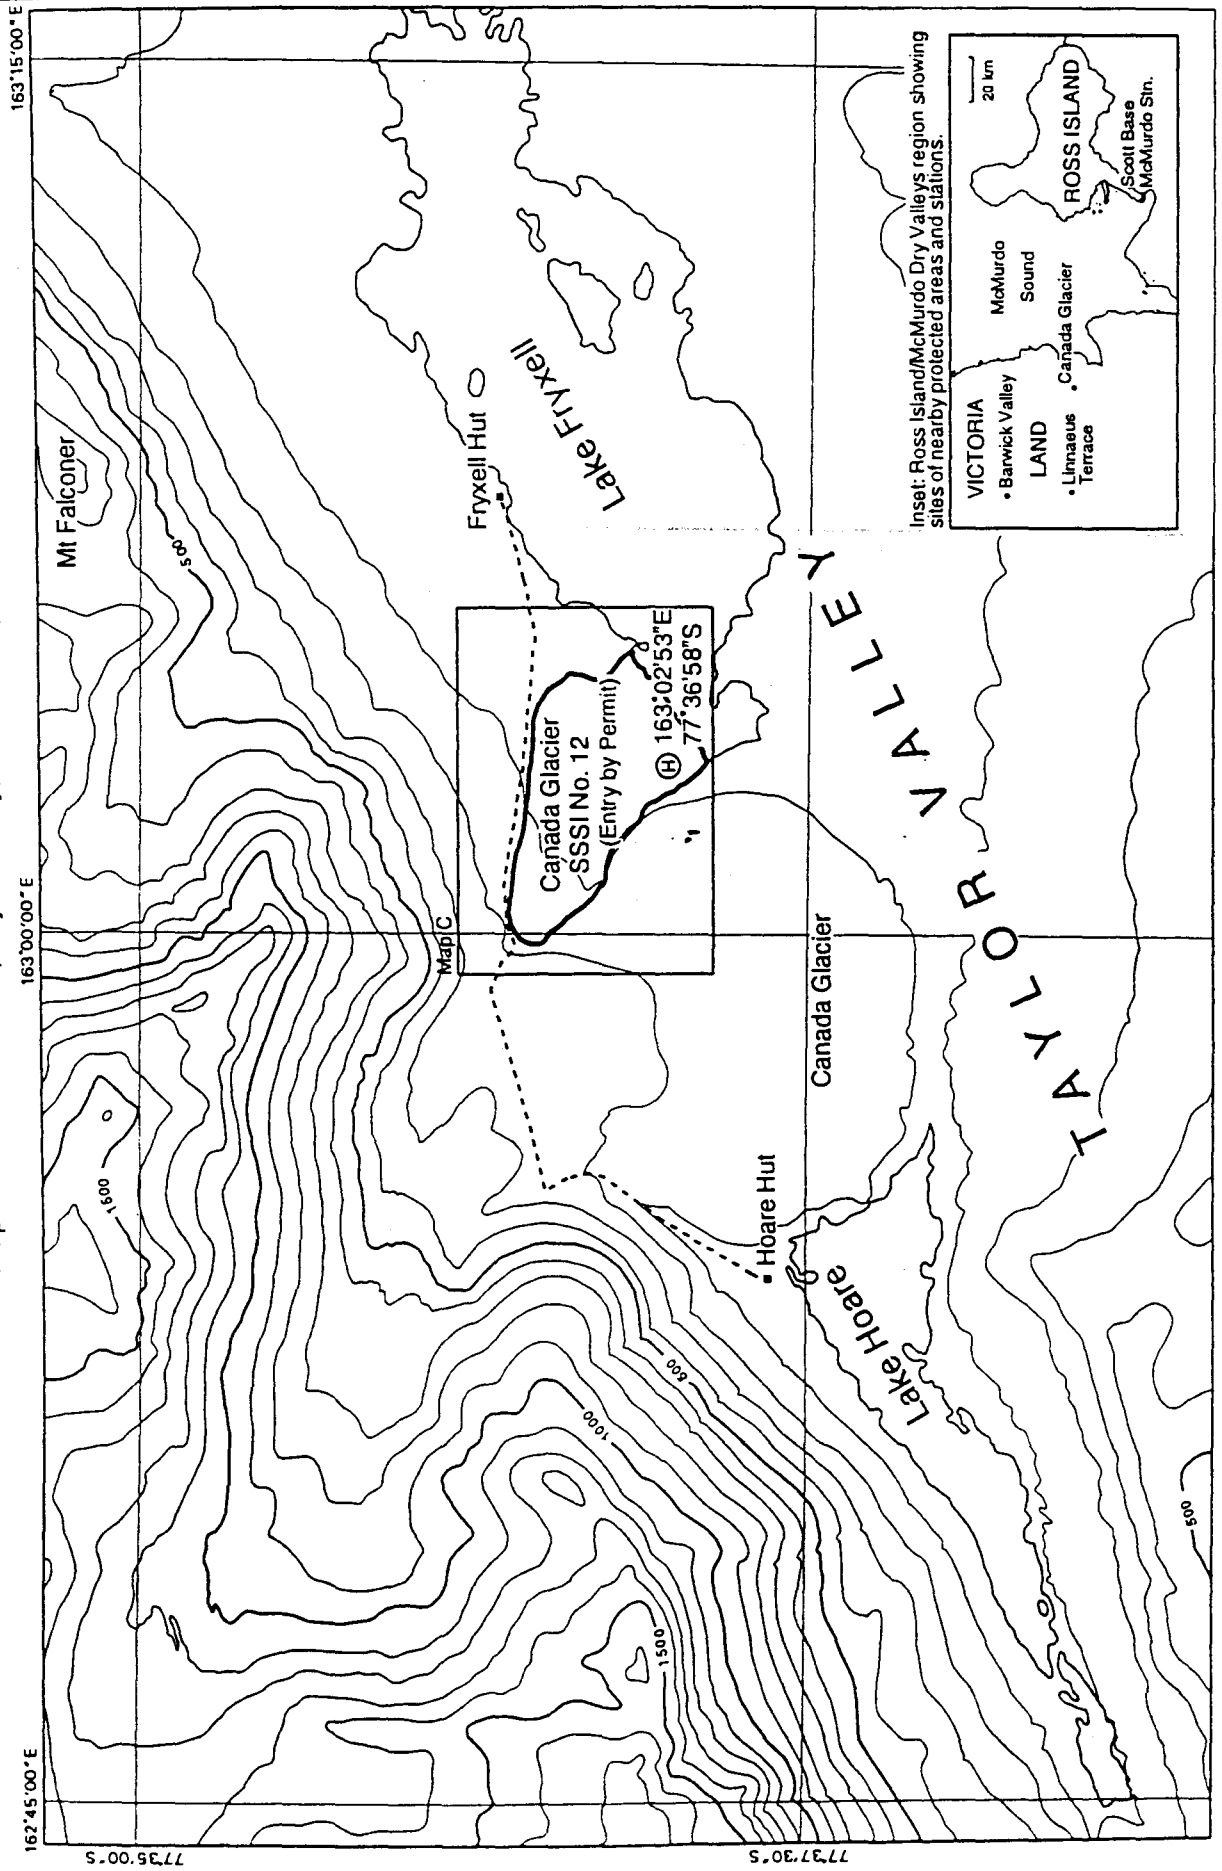 162°45'00"E
163°00'00"E
163°15'00"E
77°35'00"S
77°37'30"S
Mt Falconer
500
1600
Map C
Fryxell Hut
Lake Fryxell
Canada Glacier
SSSI No. 12
(Entry by Permit)
H 163°02'53"E
77°36'58"S
Canada Glacier
Hoare Hut
Lake Hoare
TAYLOR VALLEY
1000
1500
500
Inset: Ross Island/McMurdo Dry Valleys region showing
sites of nearby protected areas and stations.
VICTORIA
Barwick Valley
LAND
Linnaeus
Terrace
Canada Glacier
McMurdo
Sound
ROSS ISLAND
Scott Base
McMurdo Stn.
20 km